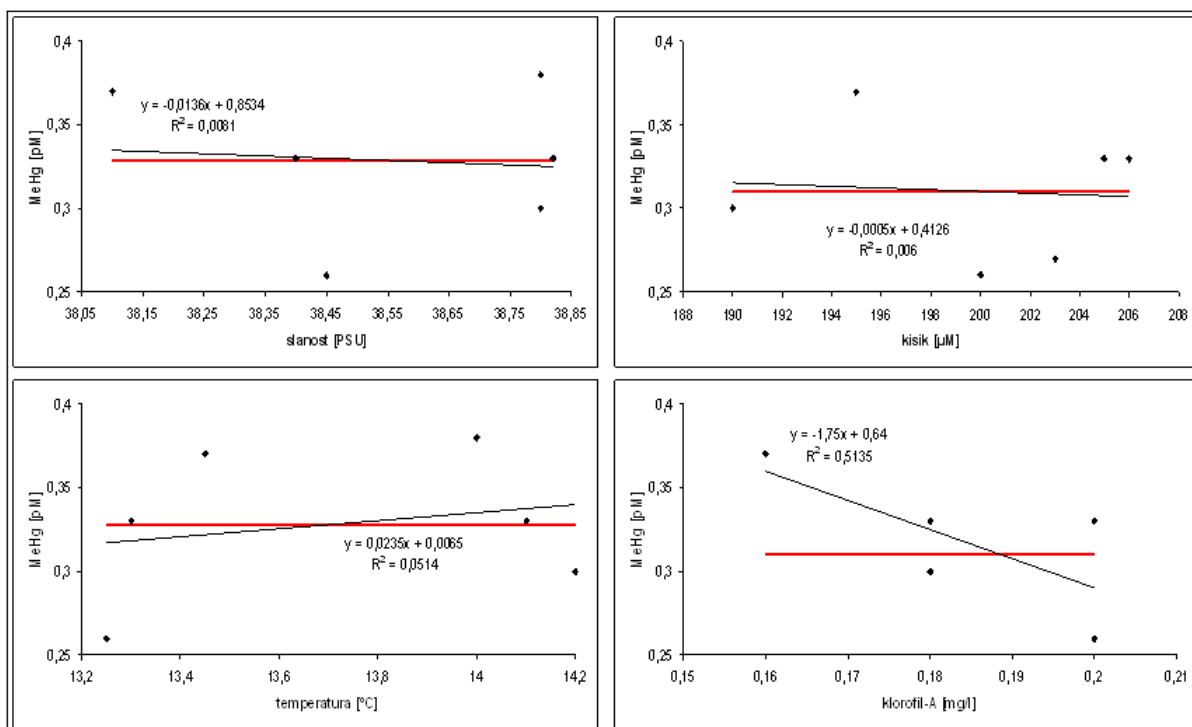 0,4
0,35
0,3
0,25
MeHg [pM]
y = -0,0136x + 0,8534
R² = 0,0081
38,05 38,15 38,25 38,35 38,45 38,55 38,65 38,75 38,85
slanost [PSU]
0,4
0,35
0,3
0,25
MeHg [pM]
y = -0,0005x + 0,4126
R² = 0,006
188 190 192 194 196 198 200 202 204 206 208
kisik [µM]
0,4
0,35
0,3
0,25
MeHg [pM]
y = 0,0235x + 0,0065
R² = 0,0514
13,2 13,4 13,6 13,8 14 14,2
temperatura [°C]
0,4
0,35
0,3
0,25
MeHg [pM]
y = -1,75x + 0,64
R² = 0,5135
0,15 0,16 0,17 0,18 0,19 0,2 0,21
klorofil-A [mg/l]